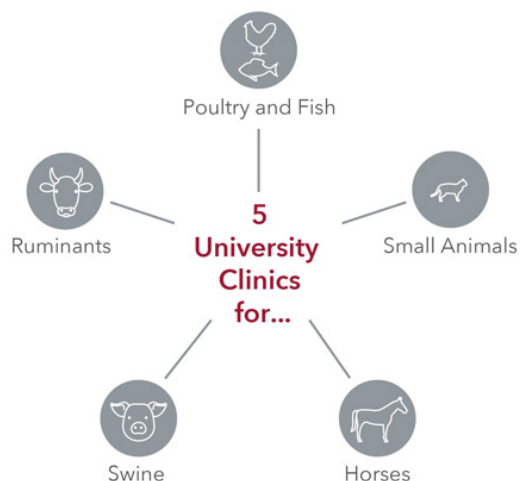 Poultry and Fish
Ruminants
5
University
Clinics
for...
Small Animals
Swine
Horses